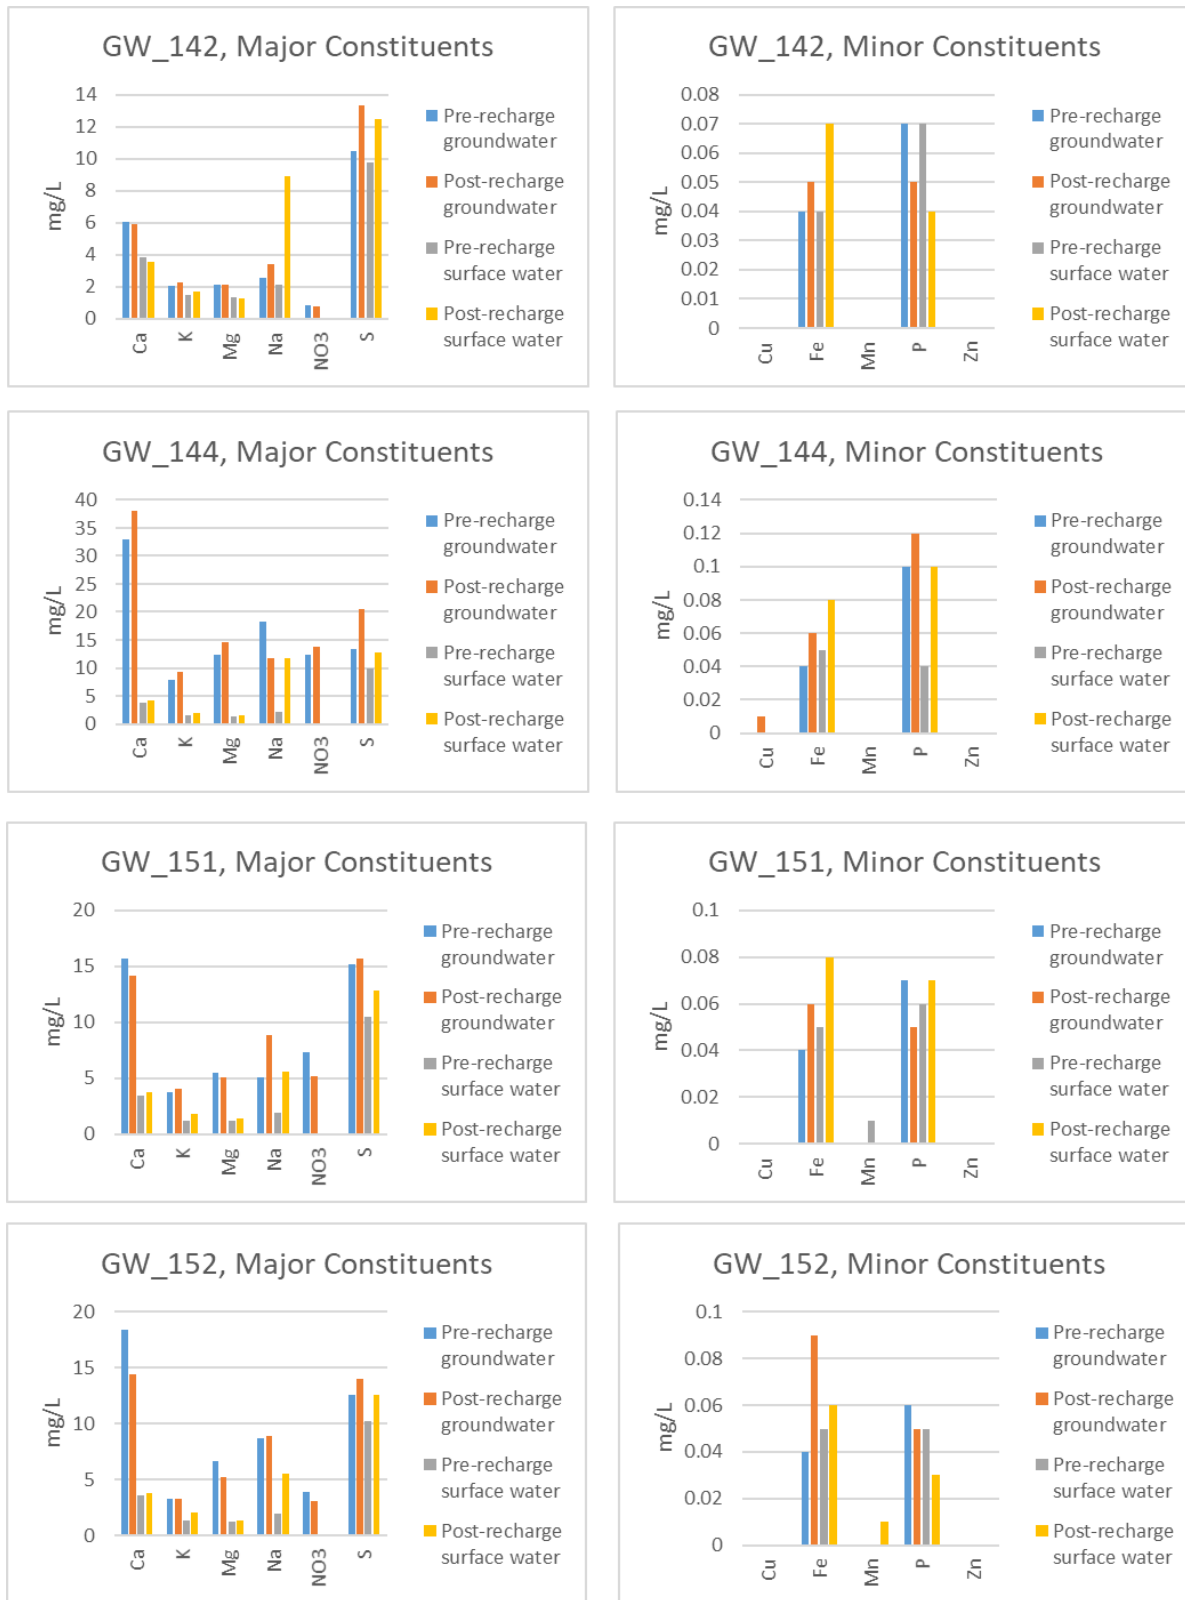 GW_142, Major Constituents
14
12
10
8
6
4
2
0
mg/L
Ca
K
Mg
Na
NO3
S
Pre-recharge
groundwater
Post-recharge
groundwater
Pre-recharge
surface water
Post-recharge
surface water
GW_142, Minor Constituents
0.08
0.07
0.06
0.05
0.04
0.03
0.02
0.01
0
mg/L
Cu
Fe
Mn
P
Zn
Pre-recharge
groundwater
Post-recharge
groundwater
Pre-recharge
surface water
Post-recharge
surface water
GW_144, Major Constituents
40
35
30
25
20
15
10
5
0
mg/L
Ca
K
Mg
Na
NO3
S
Pre-recharge
groundwater
Post-recharge
groundwater
Pre-recharge
surface water
Post-recharge
surface water
GW_144, Minor Constituents
0.14
0.12
0.1
0.08
0.06
0.04
0.02
0
mg/L
Cu
Fe
Mn
P
Zn
Pre-recharge
groundwater
Post-recharge
groundwater
Pre-recharge
surface water
Post-recharge
surface water
GW_151, Major Constituents
20
15
10
5
0
mg/L
Ca
K
Mg
Na
NO3
S
Pre-recharge
groundwater
Post-recharge
groundwater
Pre-recharge
surface water
Post-recharge
surface water
GW_151, Minor Constituents
0.1
0.08
0.06
0.04
0.02
0
mg/L
Cu
Fe
Mn
P
Zn
Pre-recharge
groundwater
Post-recharge
groundwater
Pre-recharge
surface water
Post-recharge
surface water
GW_152, Major Constituents
20
15
10
5
0
mg/L
Ca
K
Mg
Na
NO3
S
Pre-recharge
groundwater
Post-recharge
groundwater
Pre-recharge
surface water
Post-recharge
surface water
GW_152, Minor Constituents
0.1
0.08
0.06
0.04
0.02
0
mg/L
Cu
Fe
Mn
P
Zn
Pre-recharge
groundwater
Post-recharge
groundwater
Pre-recharge
surface water
Post-recharge
surface water